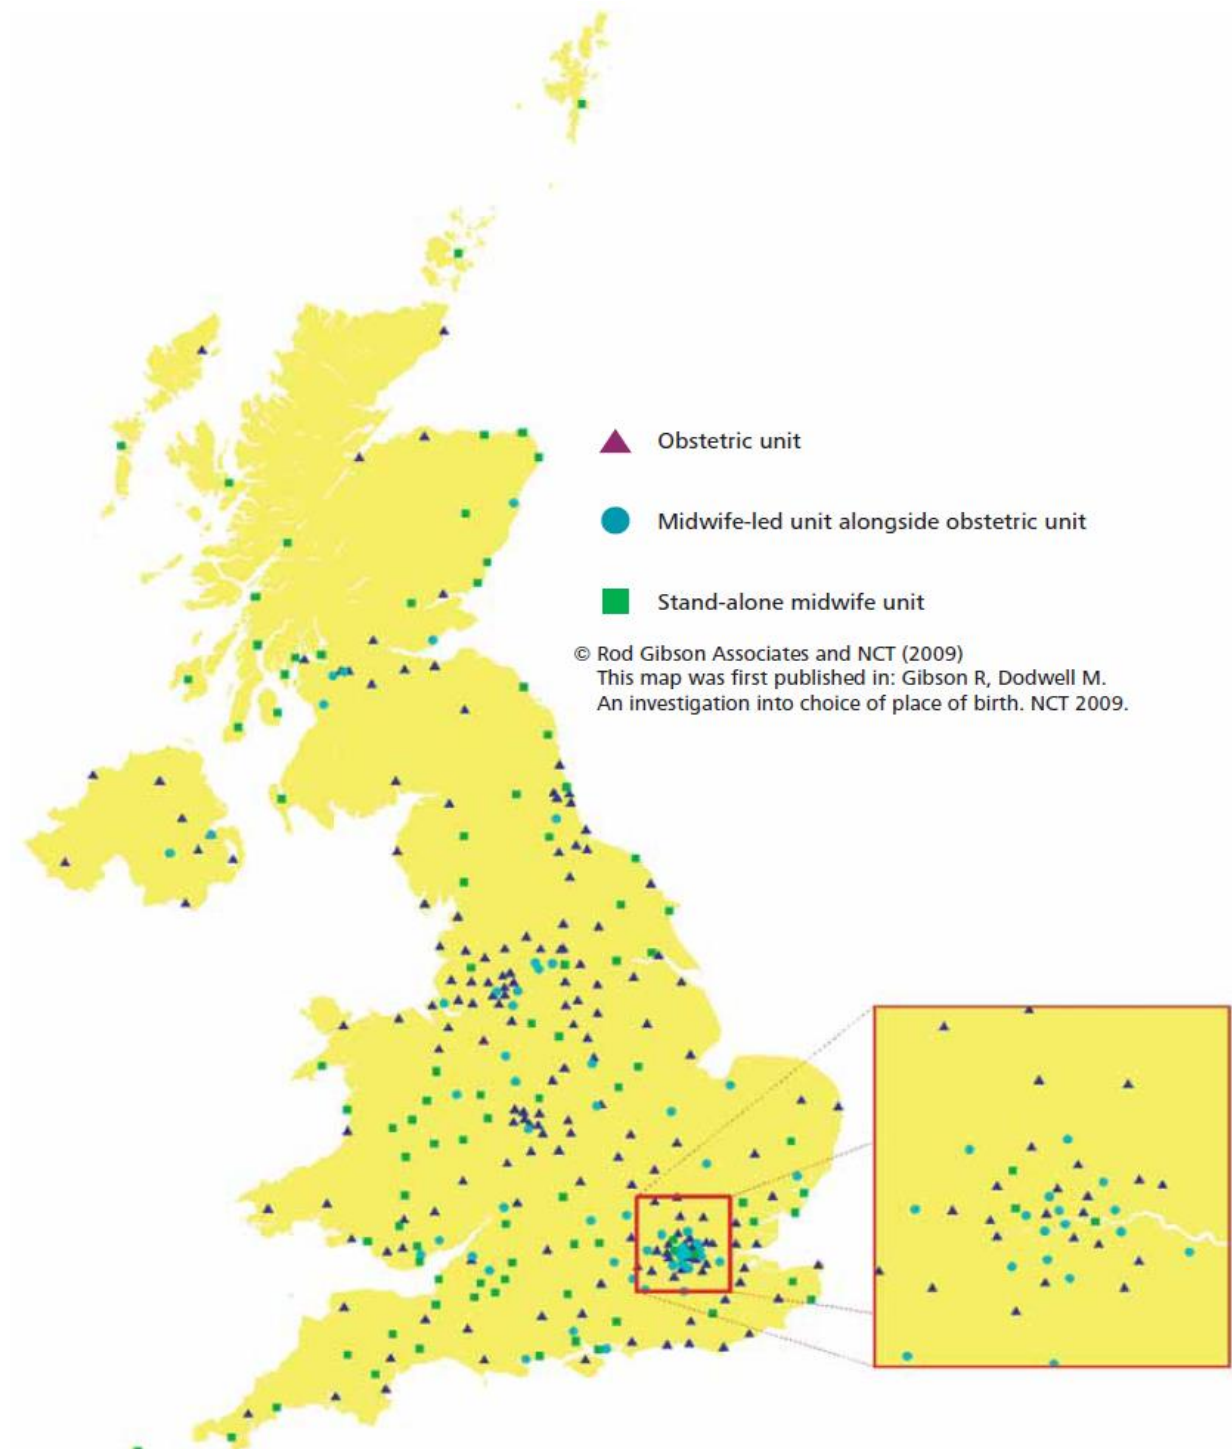 Obstetric unit
Midwife-led unit alongside obstetric unit
Stand-alone midwife unit
© Rod Gibson Associates and NCT (2009)
This map was first published in: Gibson R, Dodwell M.
An investigation into choice of place of birth. NCT 2009.